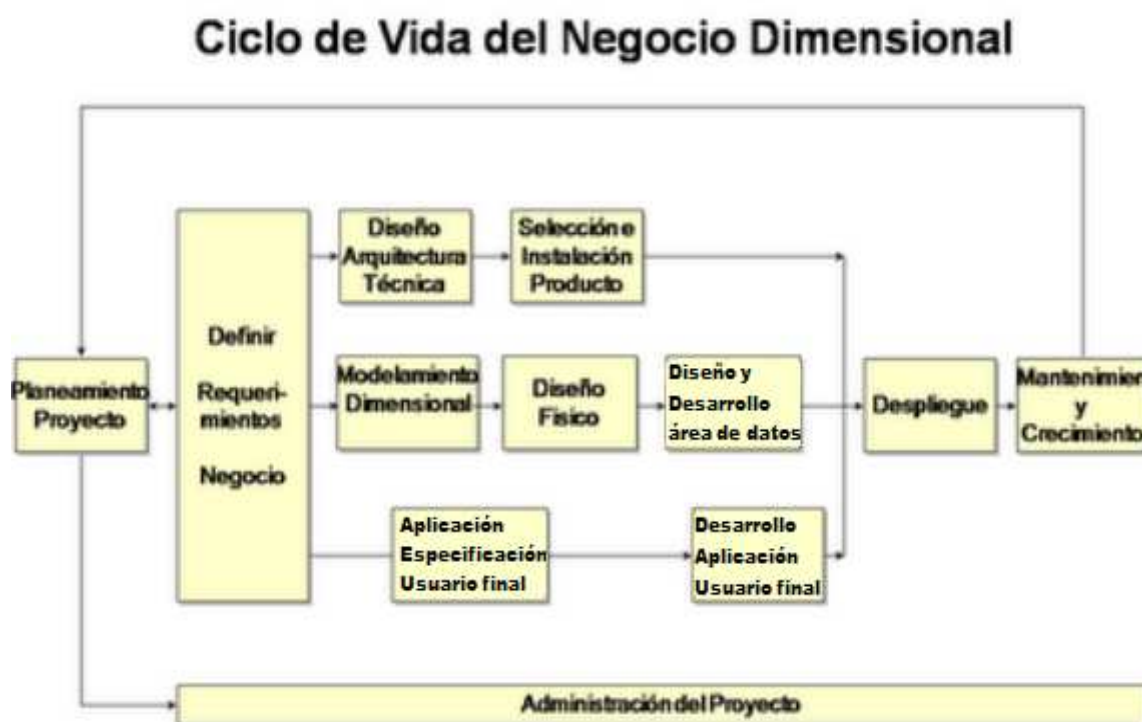 Ciclo de Vida del Negocio Dimensional
Planeamiento
Proyecto
Definir
Requeri-
mientos
Negocio
Diseño
Arquitectura
Técnica
Selección e
Instalación
Producto
Modelamiento
Dimensional
Diseño
Físico
Diseño y
Desarrollo
área de datos
Aplicación
Especificación
Usuario final
Desarrollo
Aplicación
Usuario final
Despliegue
Mantenimien
y
Crecimiento
Administración del Proyecto